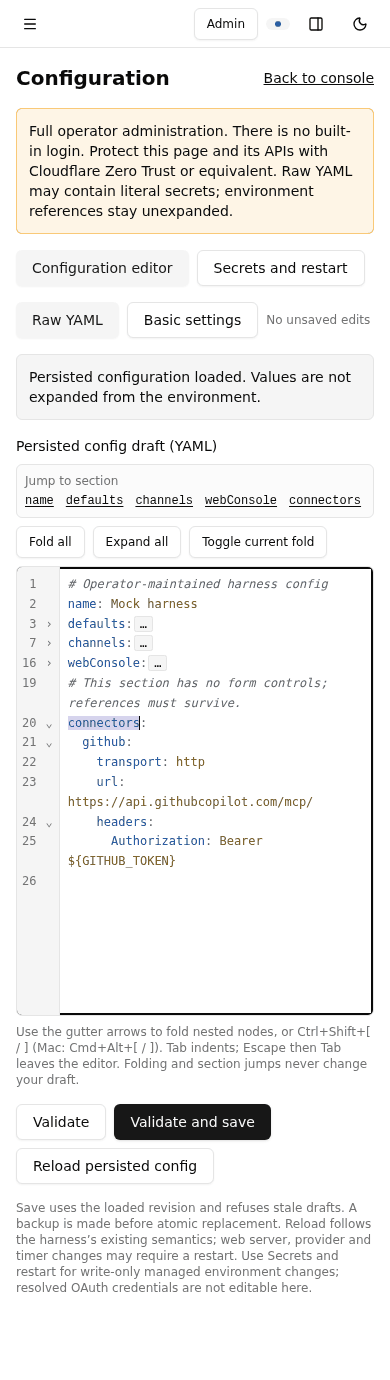 Admin
Configuration
Back to console
Full operator administration. There is no built-
in login. Protect this page and its APIs with
Cloudflare Zero Trust or equivalent. Raw YAML
may contain literal secrets; environment
references stay unexpanded.
Configuration editor
Secrets and restart
Raw YAML
Basic settings
No unsaved edits
Persisted configuration loaded. Values are not
expanded from the environment.
Persisted config draft (YAML)
Jump to section
name defaults channels webConsole connectors
Fold all
Expand all
Toggle current fold
1 # Operator-maintained harness config
2 name: Mock harness
3 › defaults:…
7 › channels:…
16 › webConsole:…
19 # This section has no form controls;
references must survive.
20 ⌄ connectors:
21 ⌄ github:
22 transport: http
23 url:
https://api.githubcopilot.com/mcp/
24 ⌄ headers:
25 Authorization: Bearer
${GITHUB_TOKEN}
26
Use the gutter arrows to fold nested nodes, or Ctrl+Shift+[
/ ] (Mac: Cmd+Alt+[ / ]). Tab indents; Escape then Tab
leaves the editor. Folding and section jumps never change
your draft.
Validate
Validate and save
Reload persisted config
Save uses the loaded revision and refuses stale drafts. A
backup is made before atomic replacement. Reload follows
the harness's existing semantics; web server, provider and
timer changes may require a restart. Use Secrets and
restart for write-only managed environment changes;
resolved OAuth credentials are not editable here.